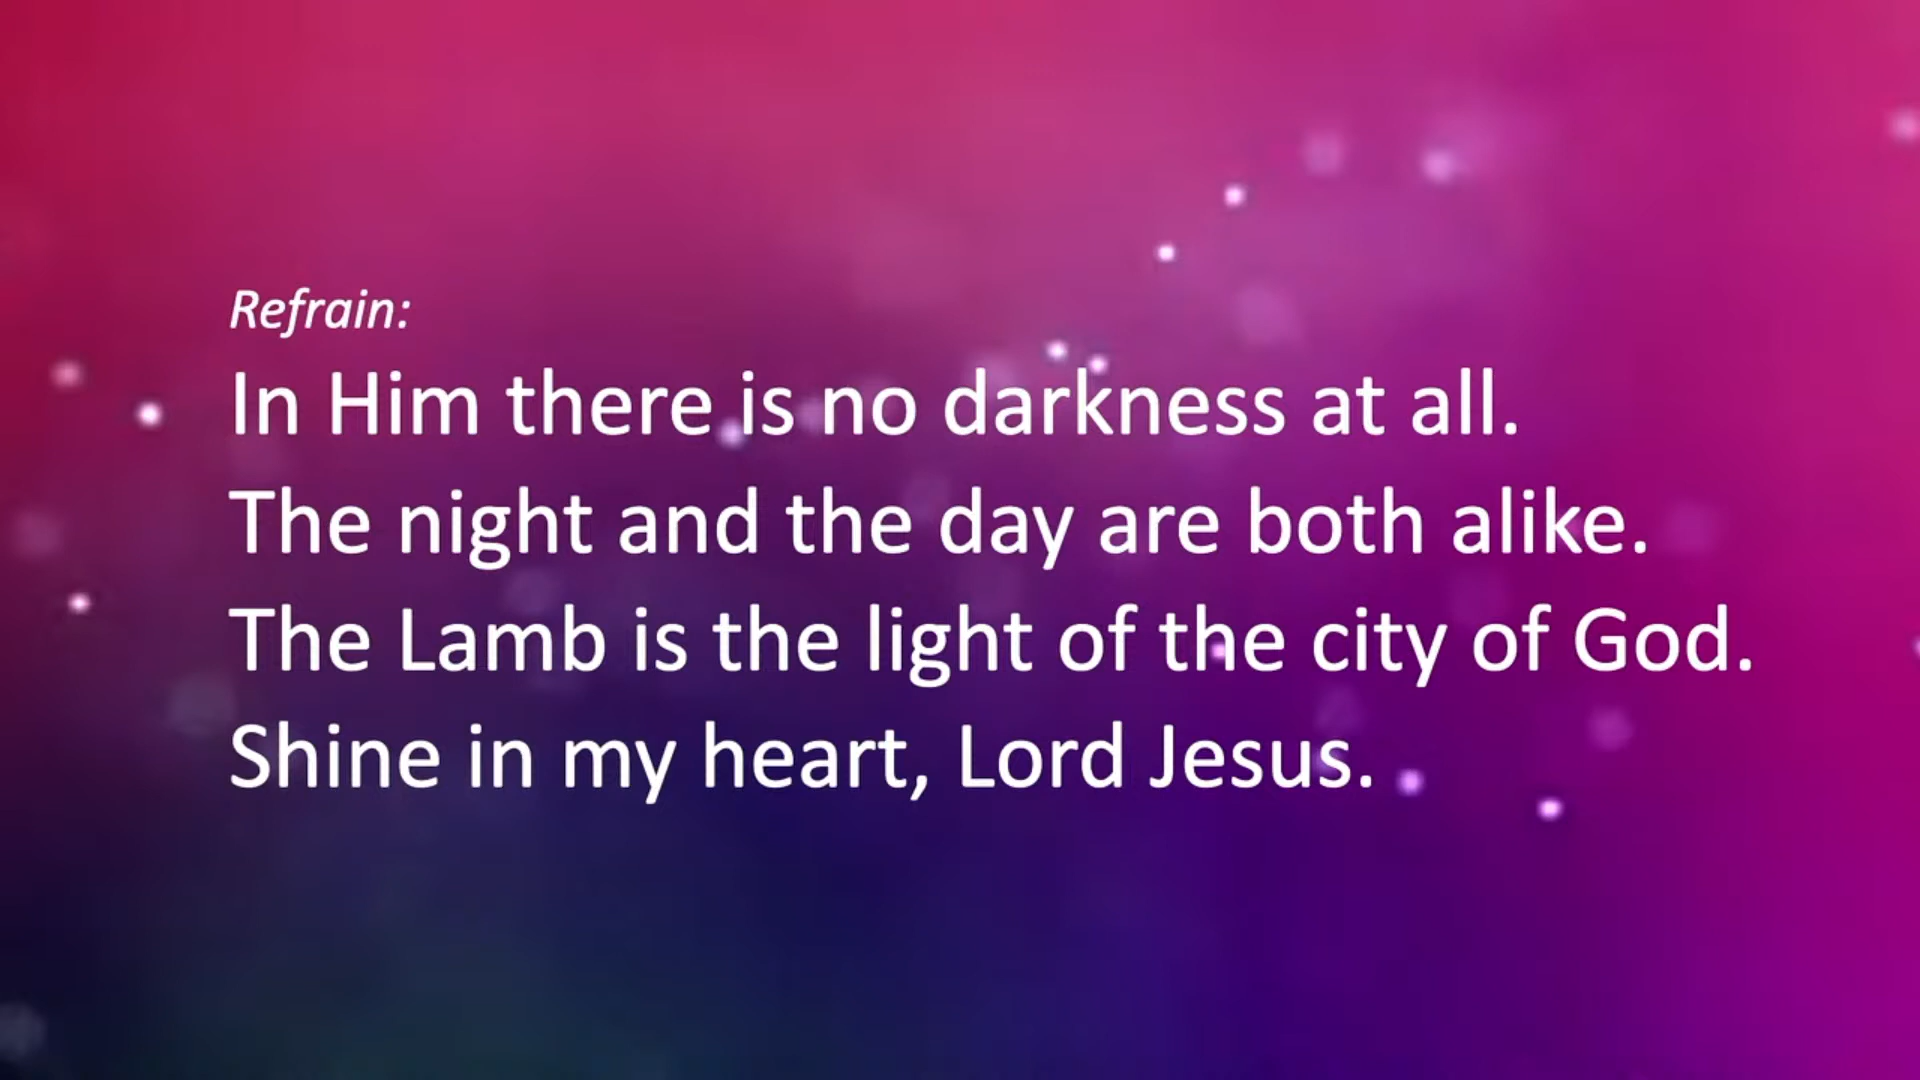 Refrain:
In Him there is no darkness at all.
The night and the day are both alike.
The Lamb is the light of the city of God.
Shine in my heart, Lord Jesus.